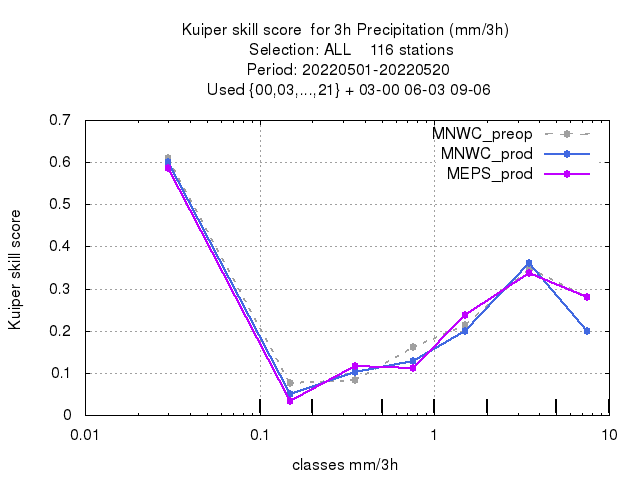 Kuiper skill score  for 3h Precipitation (mm/3h)
Selection: ALL    116 stations
Period: 20220501-20220520
Used {00,03,...,21} + 03-00 06-03 09-06
MNWC_preop
MNWC_prod
MEPS_prod
0.7
0.6
0.5
0.4
0.3
0.2
0.1
0
Kuiper skill score
0.01
0.1
1
10
classes mm/3h